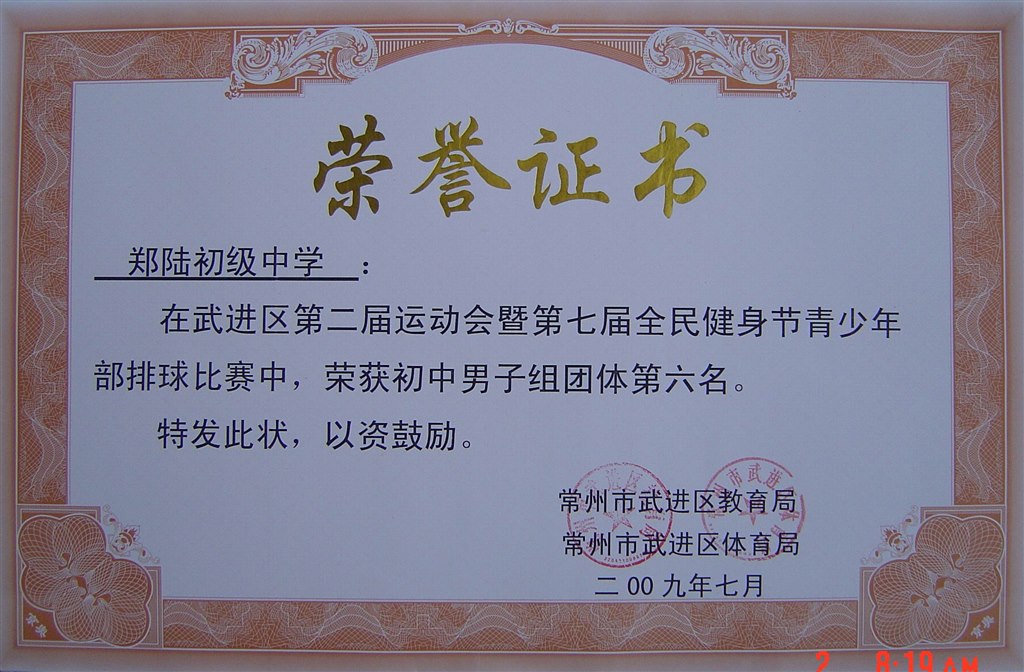 荣誉证书
郑陆初级中学：
在武进区第二届运动会暨第七届全民健身节青少年
部排球比赛中，荣获初中男子组团体第六名。
特发此状，以资鼓励。
常州市武进区教育局
常州市武进区体育局
二00九年七月
2 8:19 AM